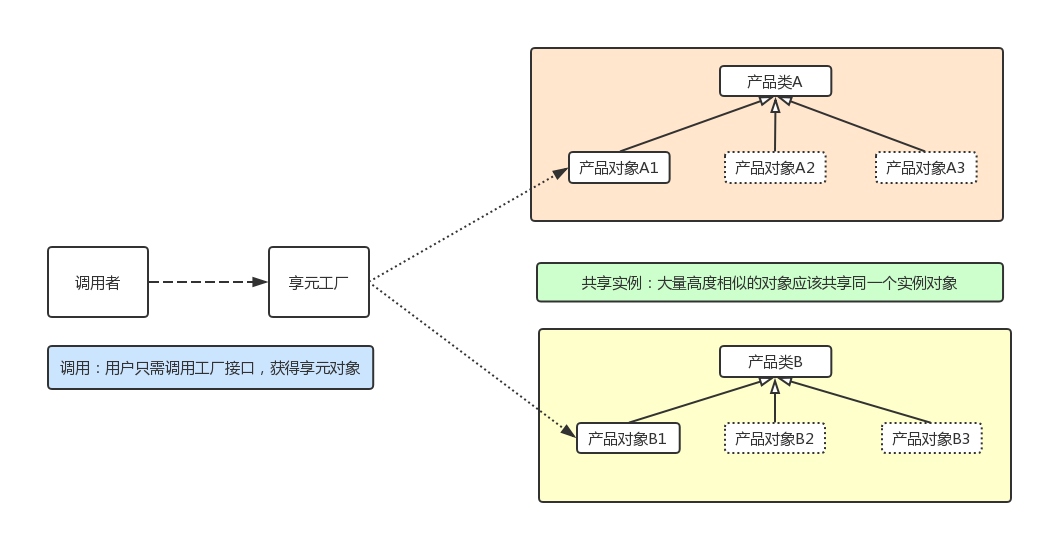 产品类A
产品对象A1
产品对象A2
产品对象A3
调用者
享元工厂
共享实例：大量高度相似的对象应该共享同一个实例对象
调用：用户只需调用工厂接口，获得享元对象
产品类B
产品对象B1
产品对象B2
产品对象B3